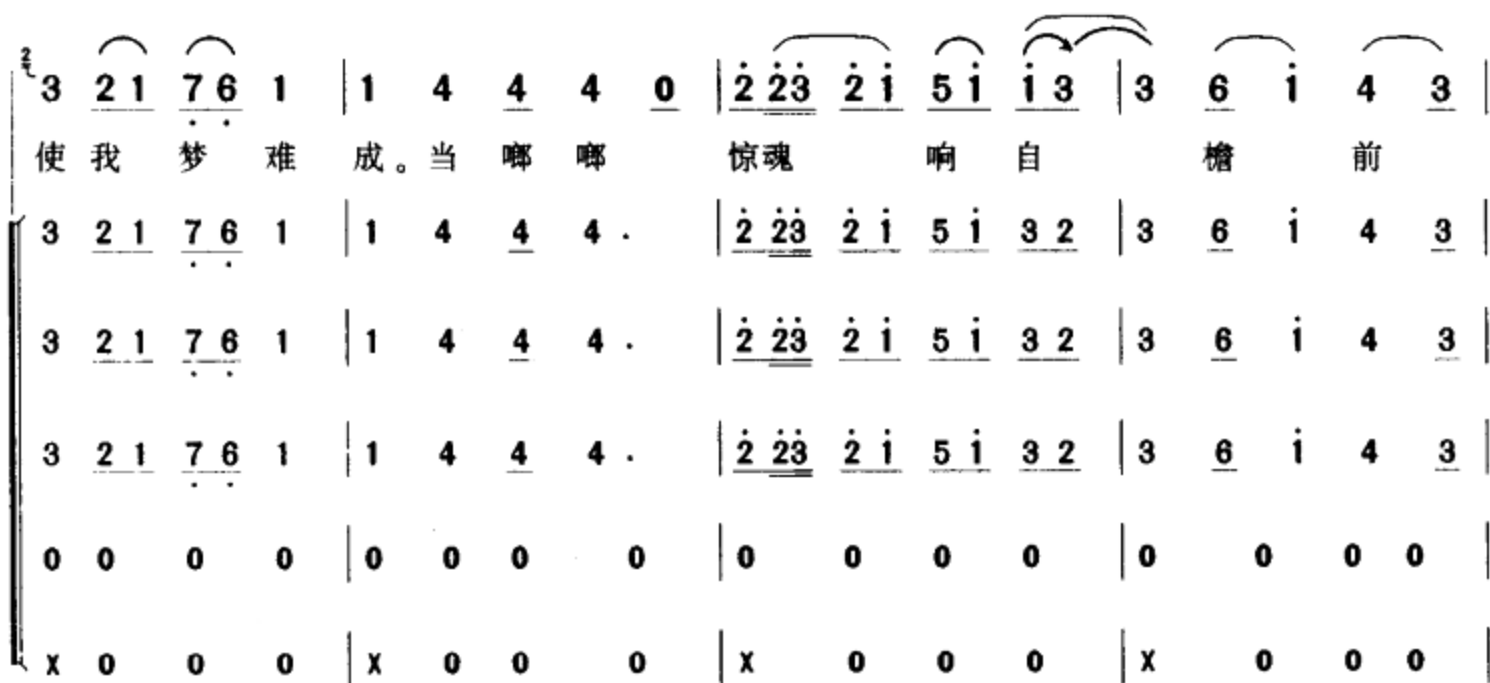 2
3 2 1 7 6 1 | 1 4 4 4 0 | 2 2 3 2 1 5 1 1 3 | 3 6 1 4 3 |
使 我 梦 难 成。当 啷 啷 惊 魂 响 自 檐 前
3 2 1 7 6 1 | 1 4 4 4 · | 2 2 3 2 1 5 1 3 2 | 3 6 1 4 3 |
3 2 1 7 6 1 | 1 4 4 4 · | 2 2 3 2 1 5 1 3 2 | 3 6 1 4 3 |
3 2 1 7 6 1 | 1 4 4 4 · | 2 2 3 2 1 5 1 3 2 | 3 6 1 4 3 |
0 0 0 0 | 0 0 0 0 | 0 0 0 0 | 0 0 0 0 |
X 0 0 0 | X 0 0 0 | X 0 0 0 | X 0 0 0 |